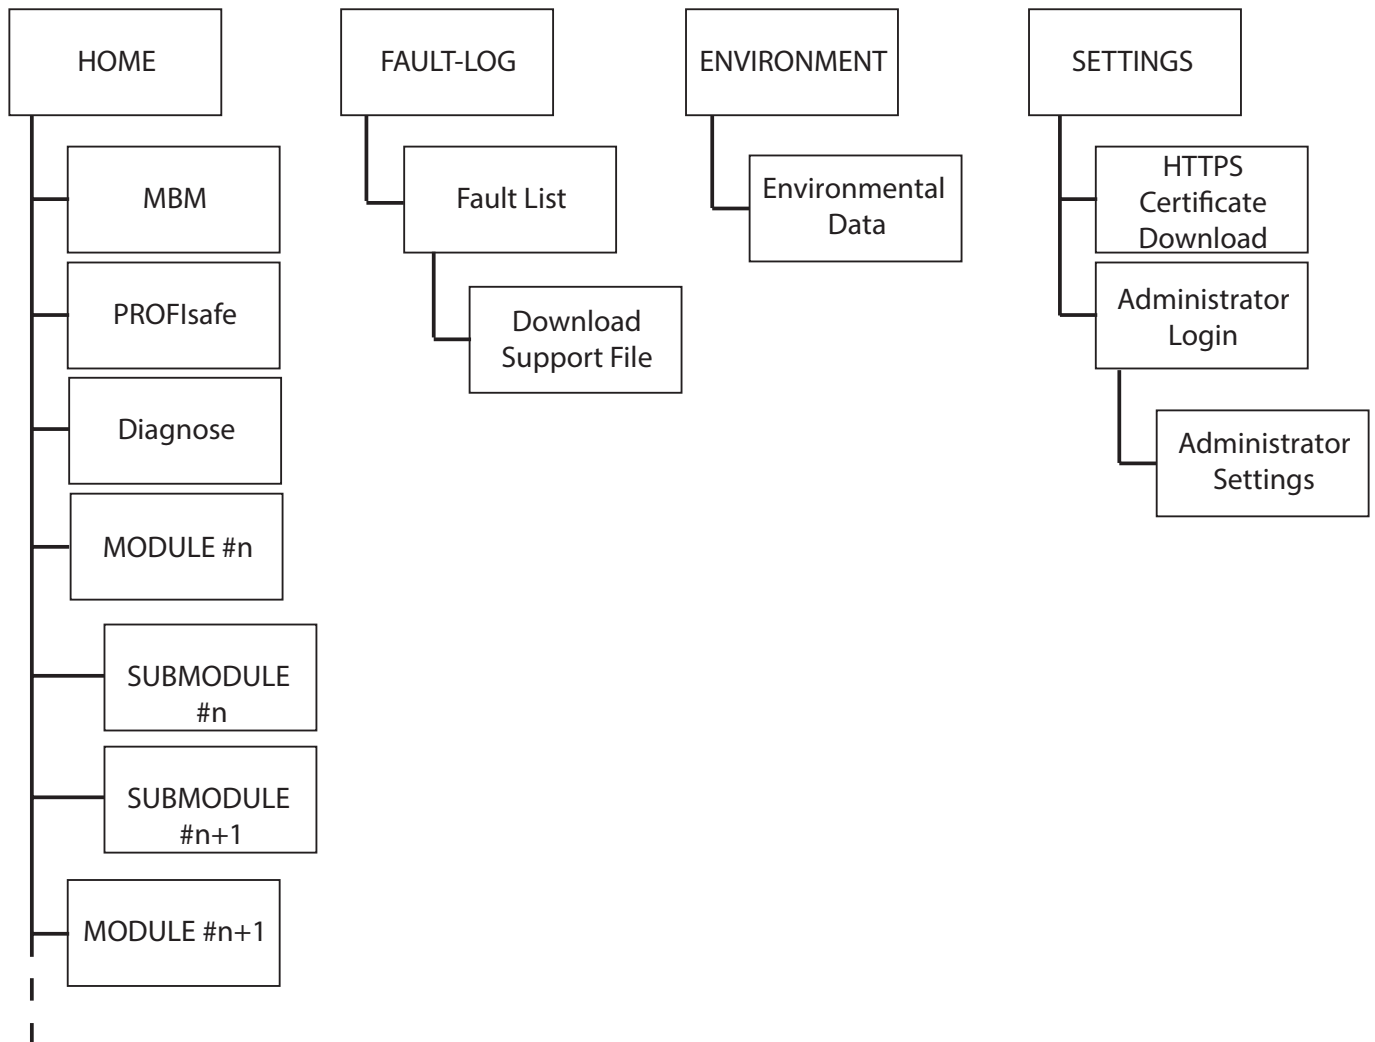 HOME
MBM
PROFIsafe
Diagnose
MODULE #n
SUBMODULE
#n
SUBMODULE
#n+1
MODULE #n+1
FAULT-LOG
Fault List
Download
Support File
ENVIRONMENT
Environmental
Data
SETTINGS
HTTPS
Certificate
Download
Administrator
Login
Administrator
Settings